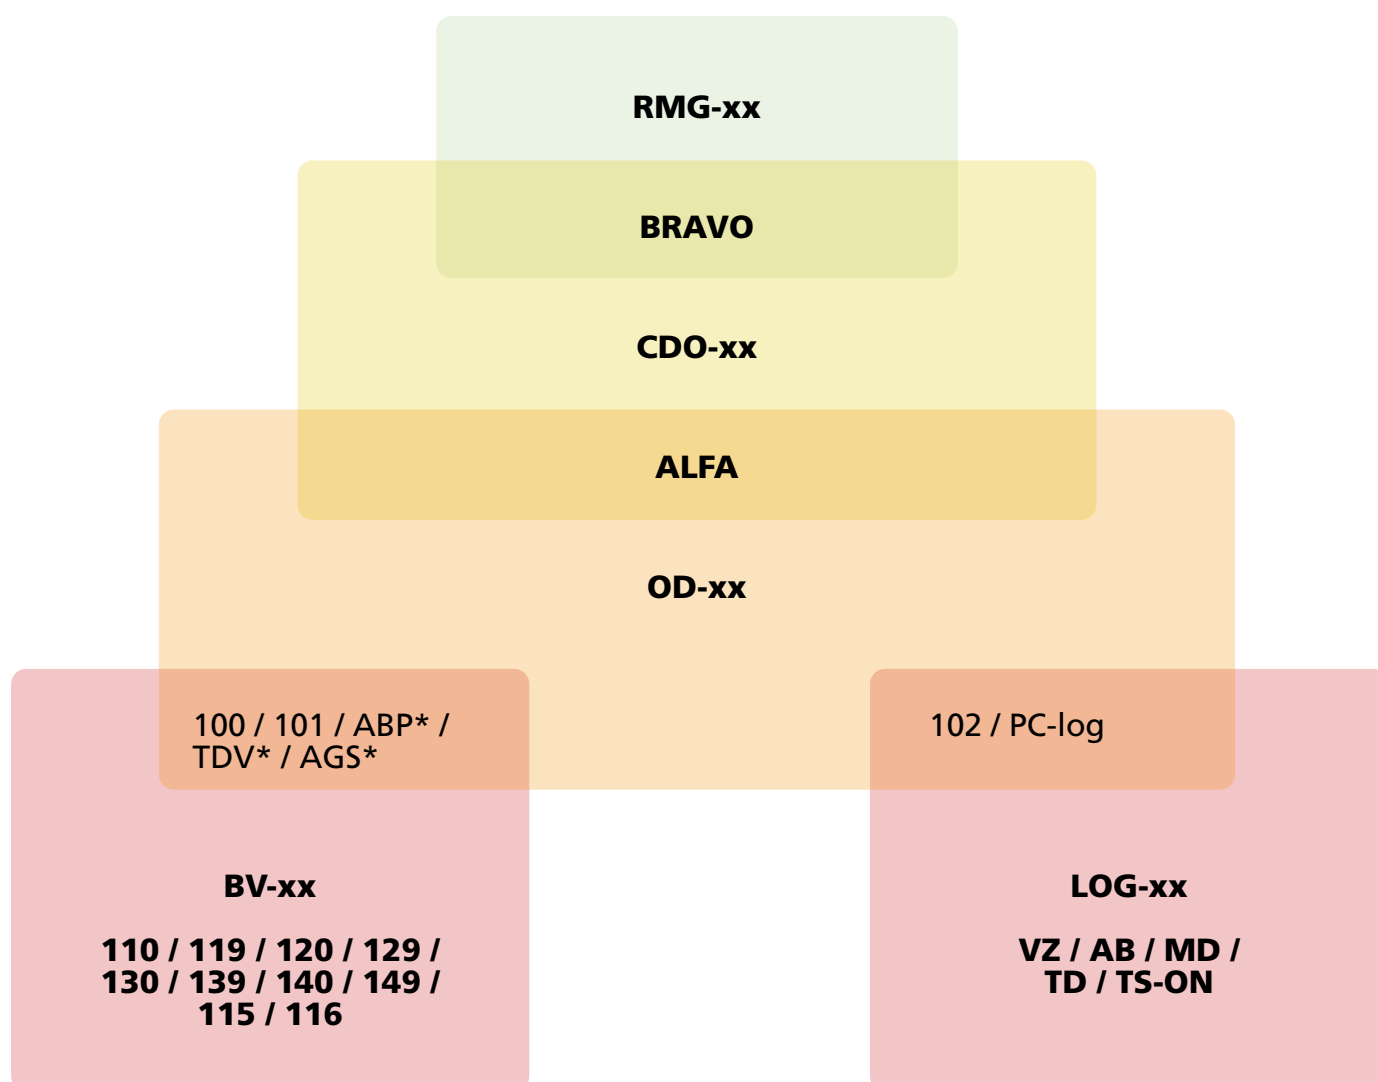 RMG-xx
BRAVO
CDO-xx
ALFA
OD-xx
100 / 101 / ABP* /
TDV* / AGS*
102 / PC-log
BV-xx
110 / 119 / 120 / 129 /
130 / 139 / 140 / 149 /
115 / 116
LOG-xx
VZ / AB / MD /
TD / TS-ON